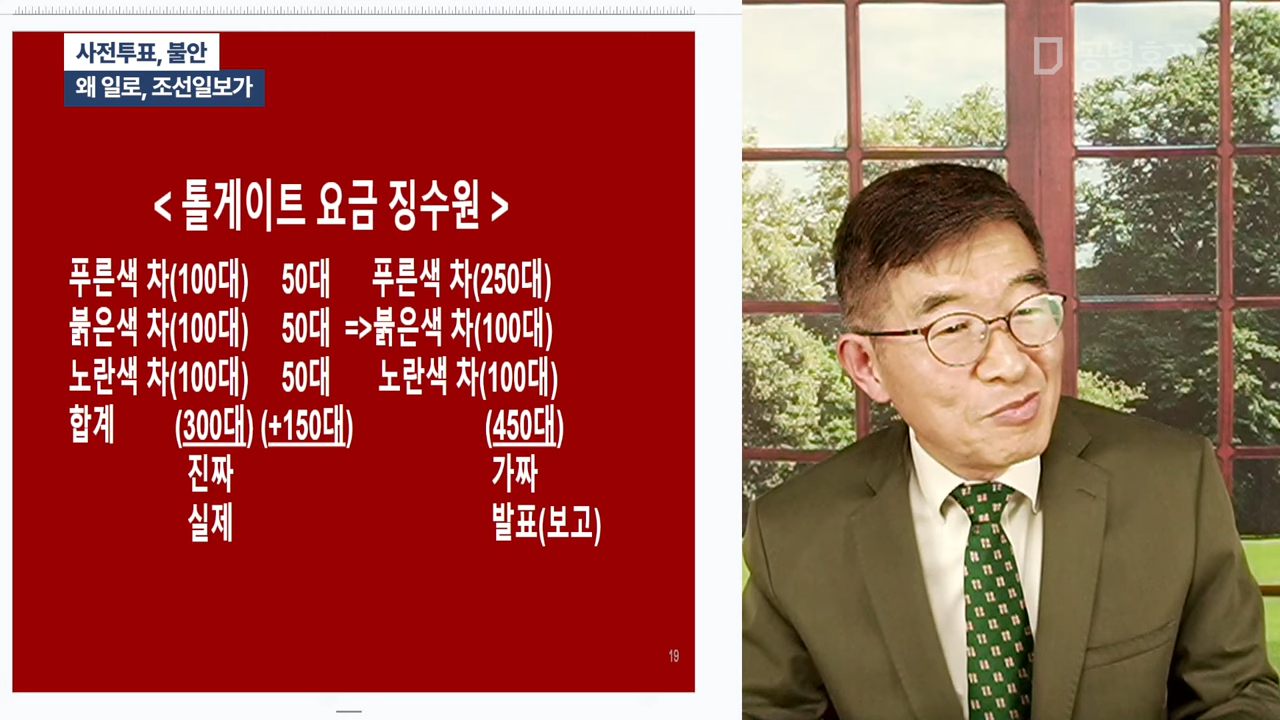 사전투표, 불안
왜 일로, 조선일보가
공병호
< 톨게이트 요금 징수원 >
푸른색 차(100대) 50대 푸른색 차(250대)
붉은색 차(100대) 50대 =>붉은색 차(100대)
노란색 차(100대) 50대 노란색 차(100대)
합계 (300대) (+150대) (450대)
진짜 가짜
실제 발표(보고)
19